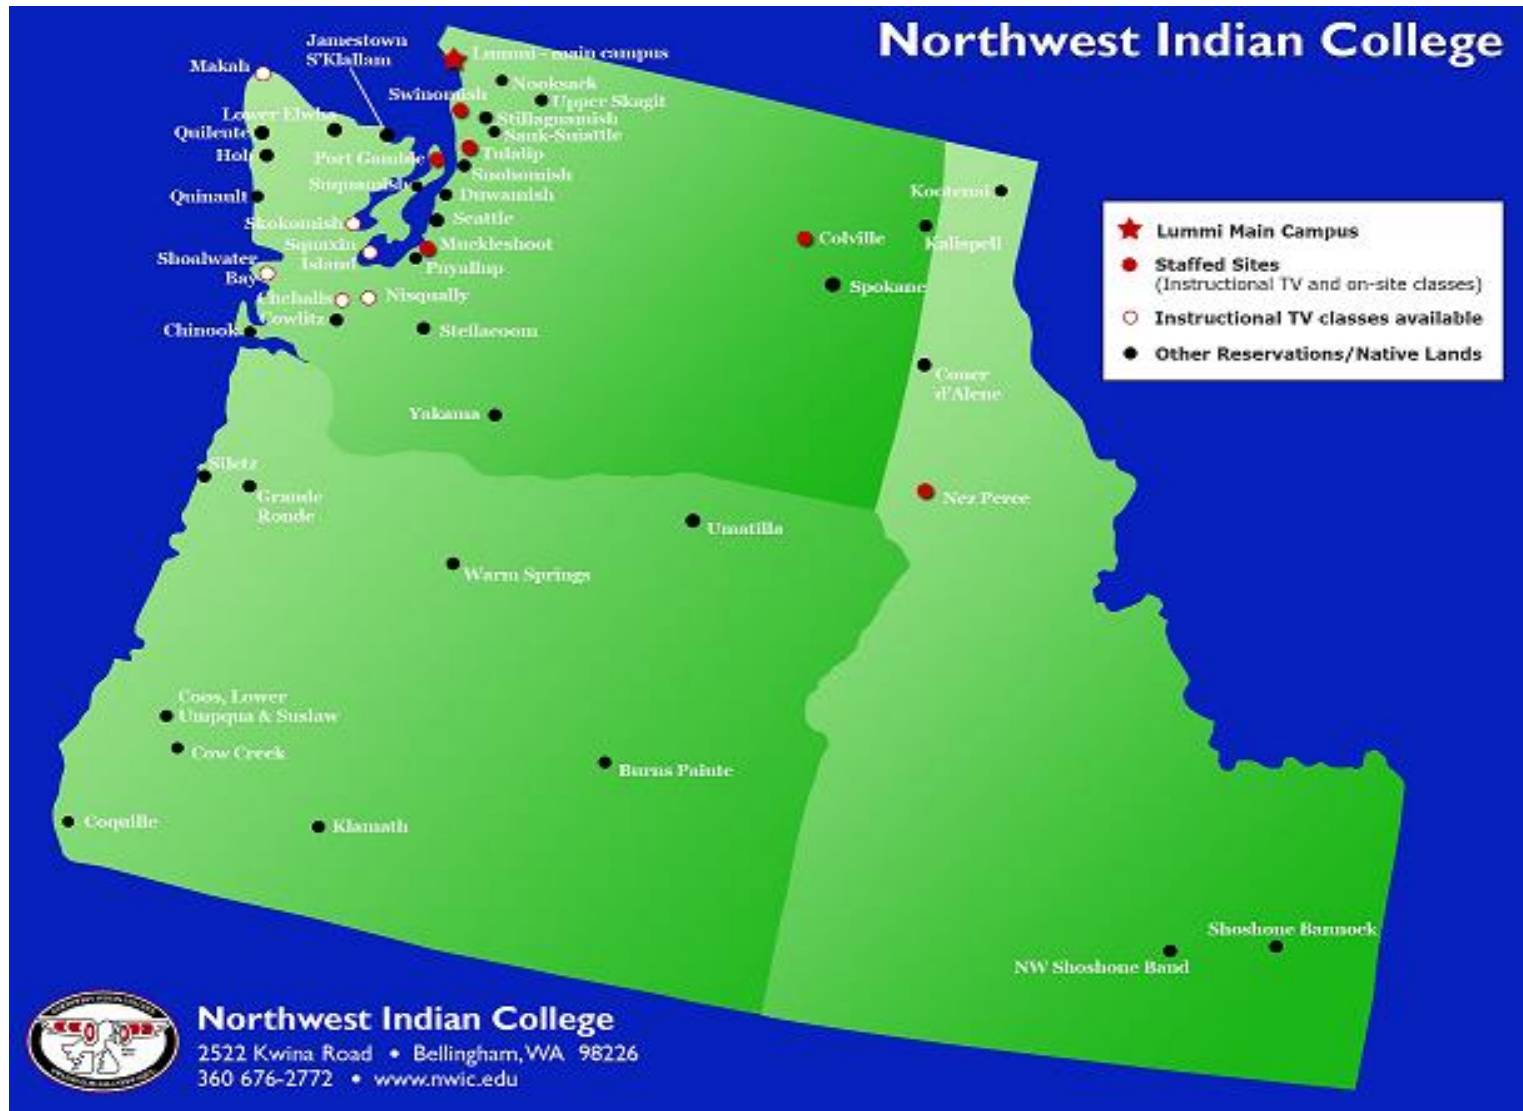 Northwest Indian College
Jamestown
S'Klallam
Makah
Lummi - main campus
Nooksack
Swinomish
Upper Skagit
Lower Elwha
Stillaguamish
Quileute
Sauk-Suiattle
Hoh
Port Gamble
Tulalip
Snohomish
Suquamish
Quinault
Duwamish
Skokomish
Seattle
Squaxin
Island
Muckleshoot
Shoalwater
Bay
Puyallup
Chehalis
Nisqually
Cowlitz
Chinook
Steilacoom
Yakama
Kootenai
Colville
Kalispell
Spokane
Lummi Main Campus
Staffed Sites
(Instructional TV and on-site classes)
Instructional TV classes available
Other Reservations/Native Lands
Couer
d'Alene
Nez Perce
Siletz
Grande
Ronde
Umatilla
Warm Springs
Coos, Lower
Umpqua & Suslaw
Cow Creek
Burns Paiute
Coquille
Klamath
Shoshone Bannock
NW Shoshone Band
Northwest Indian College
2522 Kwina Road • Bellingham, WA 98226
360 676-2772 • www.nwic.edu